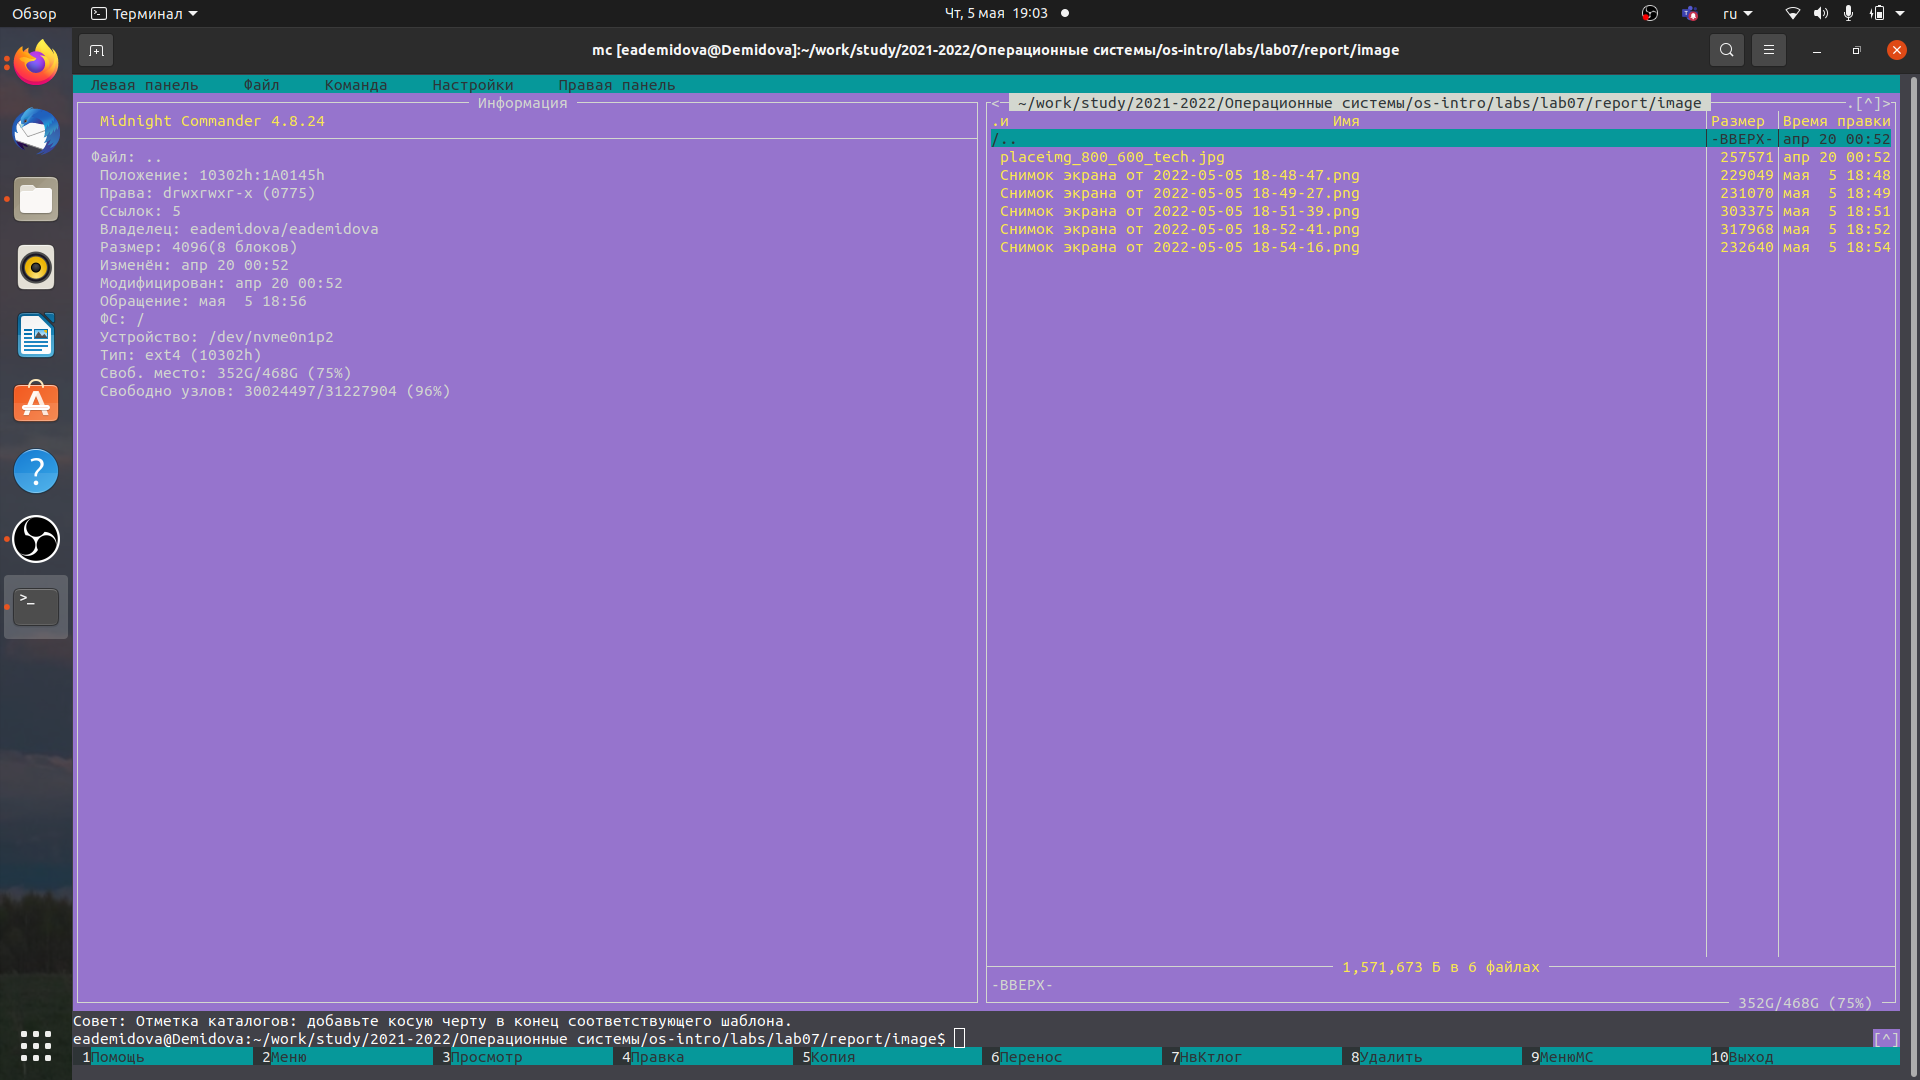 Обзор Терминал Чт, 5 мая 19:03 ru
mc [eademidova@Demidova]:~/work/study/2021-2022/Операционные системы/os-intro/labs/lab07/report/image
Левая панель Файл Команда Настройки Правая панель
Информация
Midnight Commander 4.8.24
Файл: ..
Положение: 10302h:1A0145h
Права: drwxrwxr-x (0775)
Ссылок: 5
Владелец: eademidova/eademidova
Размер: 4096(8 блоков)
Изменён: апр 20 00:52
Модифицирован: апр 20 00:52
Обращение: мая  5 18:56
ФС: /
Устройство: /dev/nvme0n1p2
Тип: ext4 (10302h)
Своб. место: 352G/468G (75%)
Свободно узлов: 30024497/31227904 (96%)
<- ~/work/study/2021-2022/Операционные системы/os-intro/labs/lab07/report/image .[^]>
.и Имя Размер Время правки
/.. -ВВЕРХ- апр 20 00:52
placeimg_800_600_tech.jpg 257571 апр 20 00:52
Снимок экрана от 2022-05-05 18-48-47.png 229049 мая  5 18:48
Снимок экрана от 2022-05-05 18-49-27.png 231070 мая  5 18:49
Снимок экрана от 2022-05-05 18-51-39.png 303375 мая  5 18:51
Снимок экрана от 2022-05-05 18-52-41.png 317968 мая  5 18:52
Снимок экрана от 2022-05-05 18-54-16.png 232640 мая  5 18:54
1,571,673 Б в 6 файлах
-ВВЕРХ-
352G/468G (75%)
Совет: Отметка каталогов: добавьте косую черту в конец соответствующего шаблона.
eademidova@Demidova:~/work/study/2021-2022/Операционные системы/os-intro/labs/lab07/report/image$ [^]
1Помощь 2Меню 3Просмотр 4Правка 5Копия 6Перенос 7НвКтлог 8Удалить 9МенюMC 10Выход